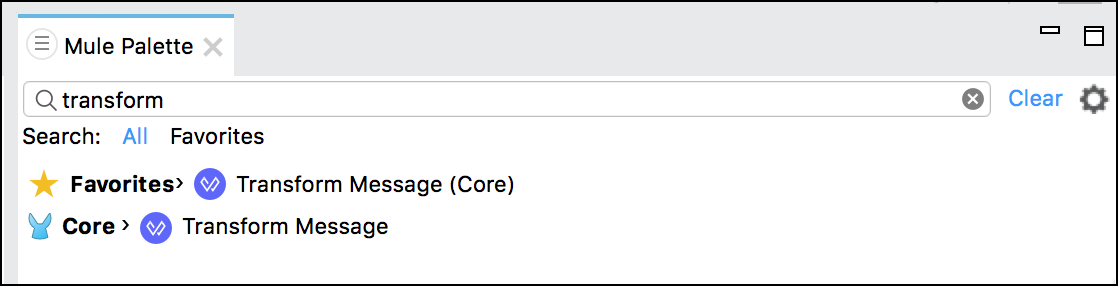 Mule Palette
transform Clear
Search: All Favorites
Favorites> Transform Message (Core)
Core > Transform Message